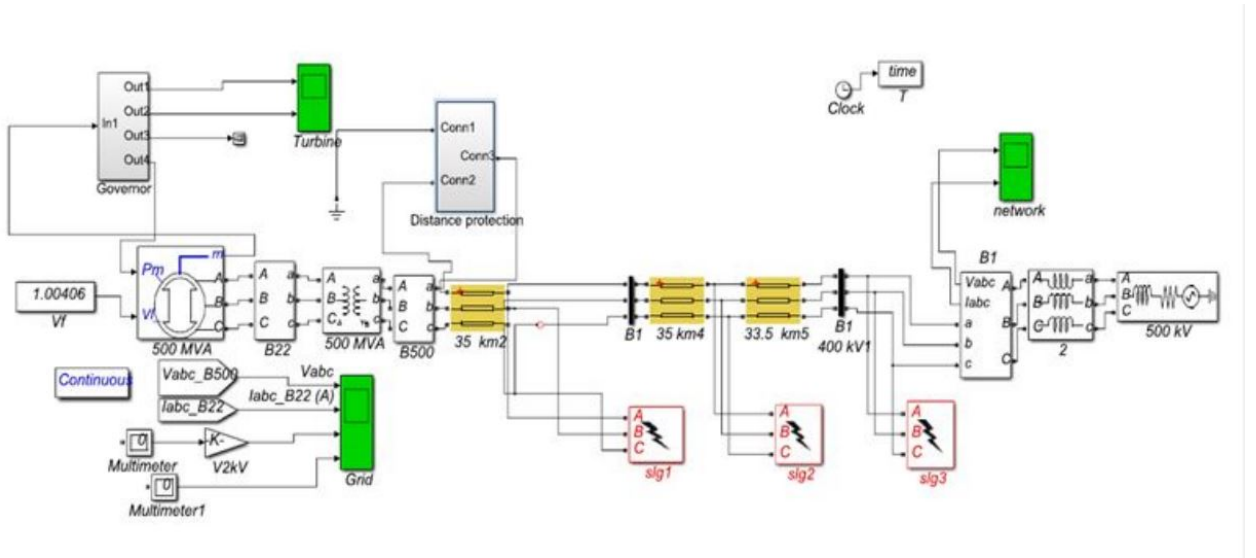 time
T
Clock
Out1
Out2
In1
Out3
Out4
Governor
Turbine
Conn1
Conn3
Conn2
Distance protection
network
Pm
m
A
B
C
Vf
1.00406
Vf
500 MVA
A a
B b
C c
B22
A a
B b
C c
500 MVA
A a
B b
C c
B500
35 km2
B1
35 km4
33.5 km5
B1
400 kV1
B1
Vabc
Iabc
a
b
c
A
B
C
A a
B b
C c
2
A
B
C
500 kV
Continuous
Vabc_B500
Iabc_B22
Vabc
Iabc_B22 (A)
Grid
0
Multimeter
K-
V2kV
0
Multimeter1
A
B
C
slg1
A
B
C
slg2
A
B
C
slg3